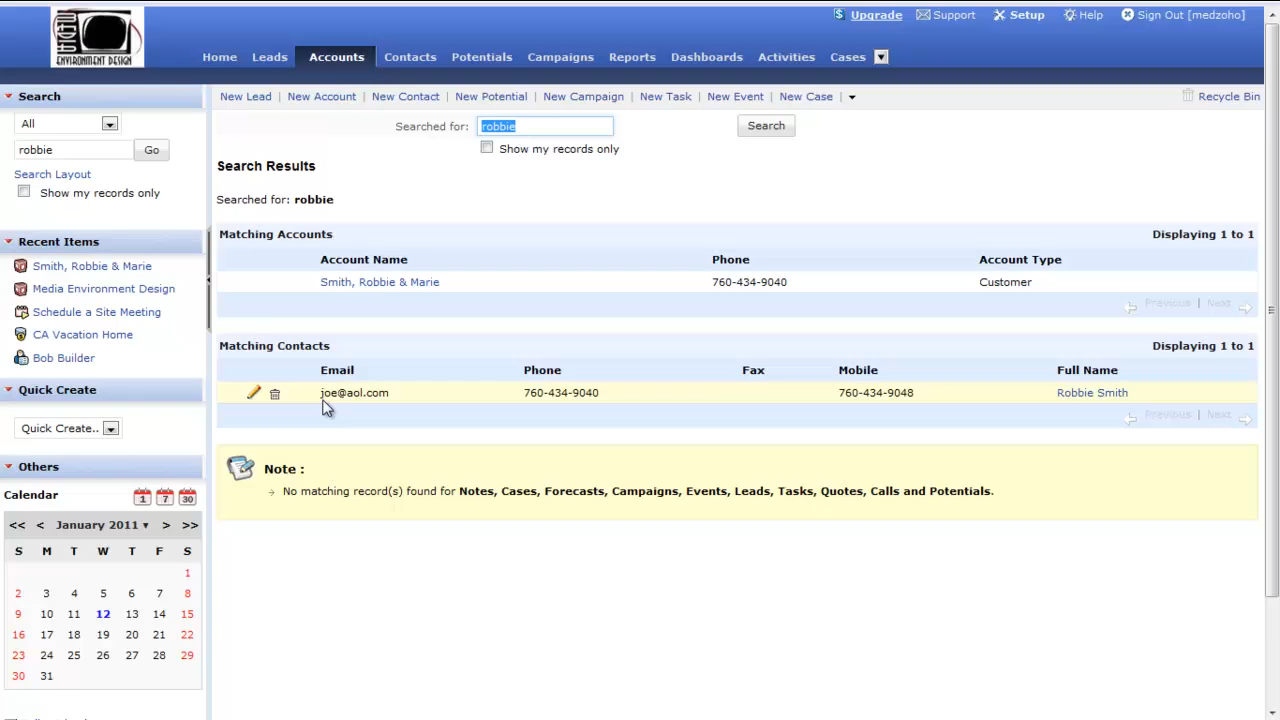 MEDIA
ENVIRONMENT DESIGN
$ Upgrade Support Setup Help Sign Out [medzoho]
Home Leads Accounts Contacts Potentials Campaigns Reports Dashboards Activities Cases
Search
All
robbie Go
Search Layout
Show my records only
Recent Items
Smith, Robbie & Marie
Media Environment Design
Schedule a Site Meeting
CA Vacation Home
Bob Builder
Quick Create
Quick Create..
Others
Calendar 1 7 30
<< < January 2011 > >>
S M T W T F S
1
2 3 4 5 6 7 8
9 10 11 12 13 14 15
16 17 18 19 20 21 22
23 24 25 26 27 28 29
30 31
New Lead | New Account | New Contact | New Potential | New Campaign | New Task | New Event | New Case | Recycle Bin
Searched for: robbie Search
Show my records only
Search Results
Searched for: robbie
Matching Accounts Displaying 1 to 1
Account Name Phone Account Type
Smith, Robbie & Marie 760-434-9040 Customer
Previous | Next
Matching Contacts Displaying 1 to 1
Email Phone Fax Mobile Full Name
joe@aol.com 760-434-9040 760-434-9048 Robbie Smith
Previous | Next
Note :
No matching record(s) found for Notes, Cases, Forecasts, Campaigns, Events, Leads, Tasks, Quotes, Calls and Potentials.